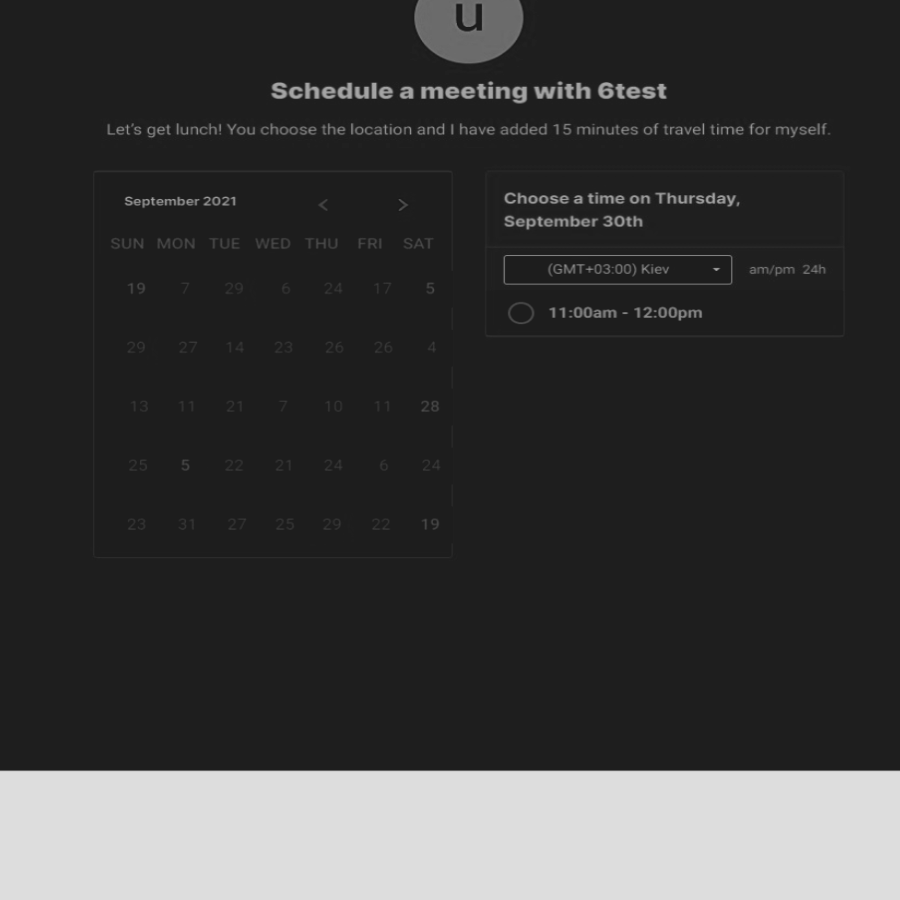 u
Schedule a meeting with 6test
Let's get lunch! You choose the location and I have added 15 minutes of travel time for myself.
September 2021 < >
SUN MON TUE WED THU FRI SAT
19 7 29 6 24 17 5
29 27 14 23 26 26 4
13 11 21 7 10 11 28
25 5 22 21 24 6 24
23 31 27 25 29 22 19
Choose a time on Thursday,
September 30th
(GMT+03:00) Kiev am/pm 24h
11:00am - 12:00pm